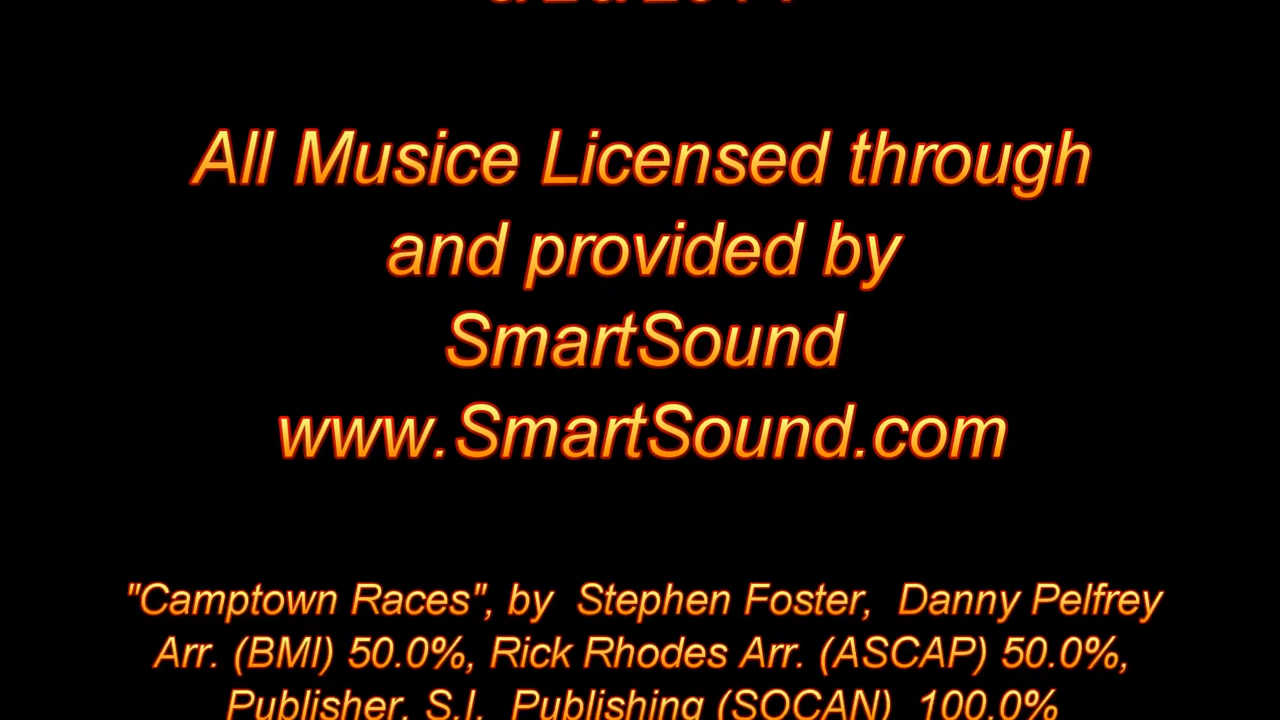 All Musice Licensed through
and provided by
SmartSound
www.SmartSound.com
"Camptown Races", by  Stephen Foster,  Danny Pelfrey
Arr. (BMI) 50.0%, Rick Rhodes Arr. (ASCAP) 50.0%,
Publisher, S.I.  Publishing (SOCAN)  100.0%